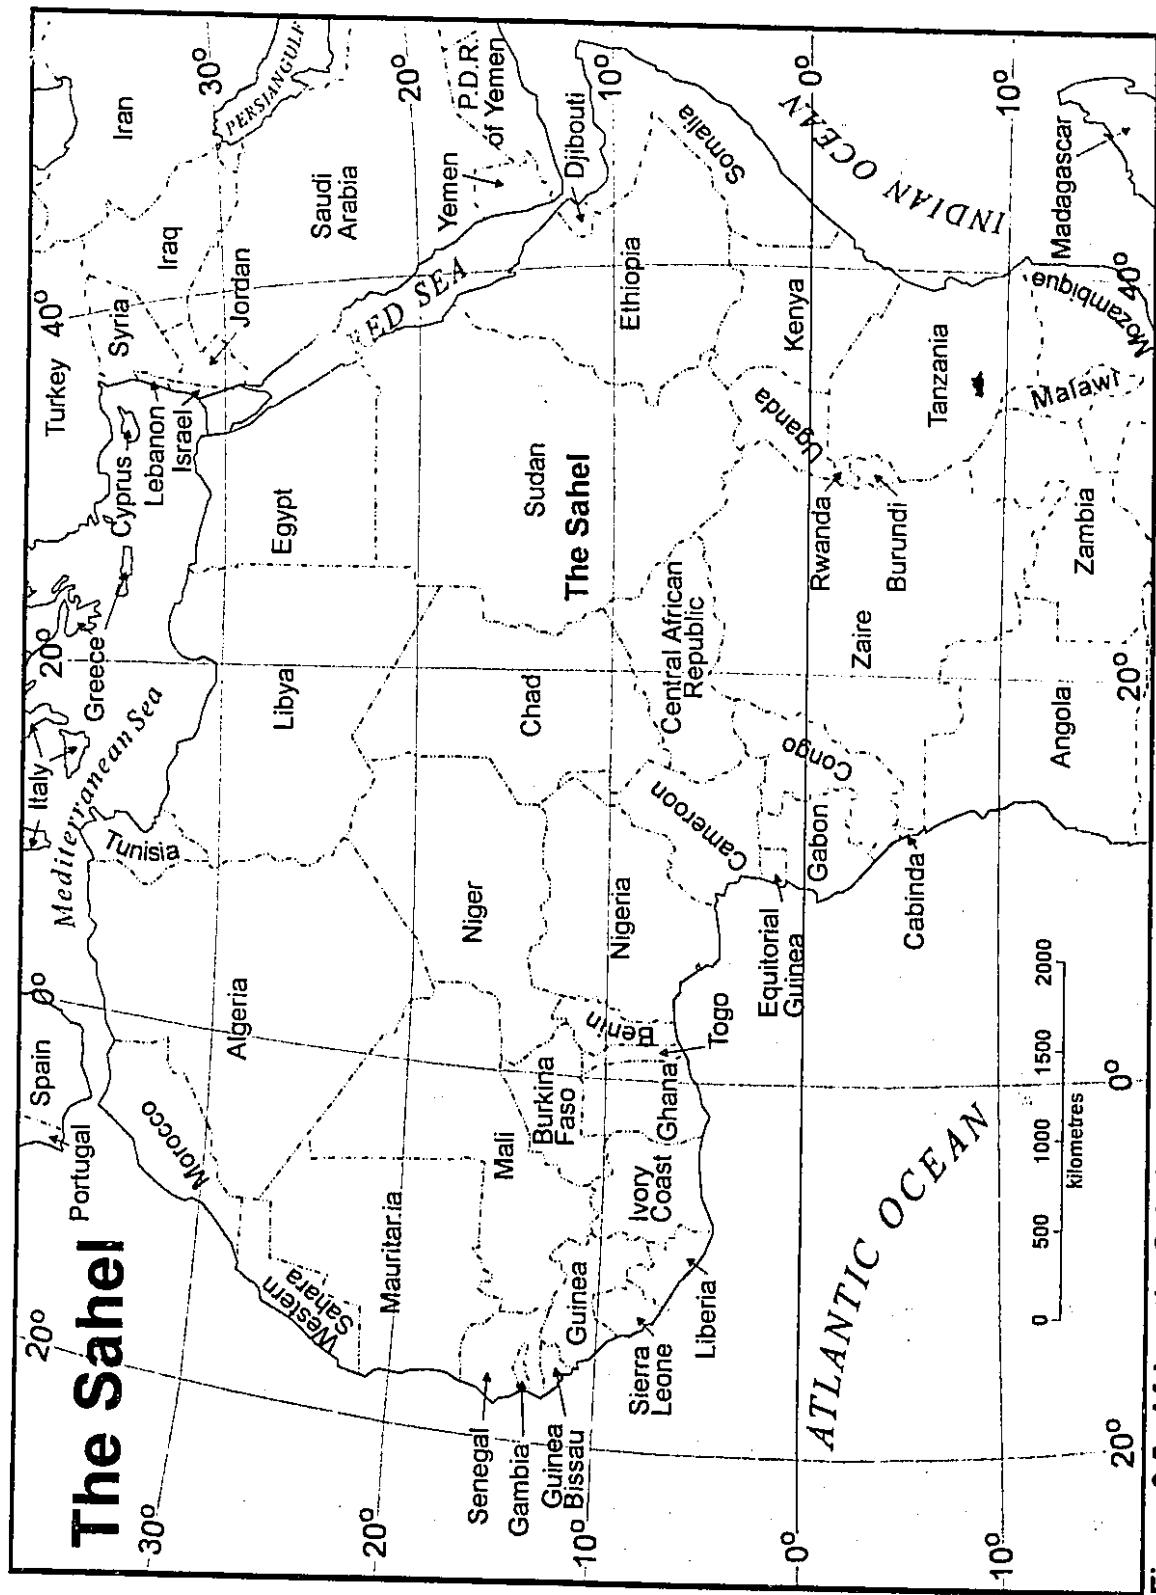 The Sahel
20°
0°
20°
40°
30°
20°
10°
0°
10°
30°
20°
10°
0°
10°
20°
0°
20°
40°
Portugal
Spain
Italy
Greece
Cyprus
Turkey
Lebanon
Israel
Syria
Jordan
Iraq
Iran
PERSIAN GULF
Mediterranean Sea
Morocco
Algeria
Tunisia
Libya
Egypt
Saudi
Arabia
RED SEA
Yemen
P.D.R.
of Yemen
Western
Sahara
Mauritar.ia
Mali
Niger
Chad
Sudan
The Sahel
Djibouti
Ethiopia
Somalia
Senegal
Gambia
Guinea
Bissau
Guinea
Sierra
Leone
Liberia
Ivory
Coast
Burkina
Faso
Ghana
Togo
Benin
Nigeria
Cameroon
Central African
Republic
Equitorial
Guinea
Gabon
Congo
Cabinda
Zaire
Uganda
Kenya
Rwanda
Burundi
Tanzania
Angola
Zambia
Malawi
Mozambique
Madagascar
INDIAN OCEAN
ATLANTIC OCEAN
0 500 1000 1500 2000
kilometres